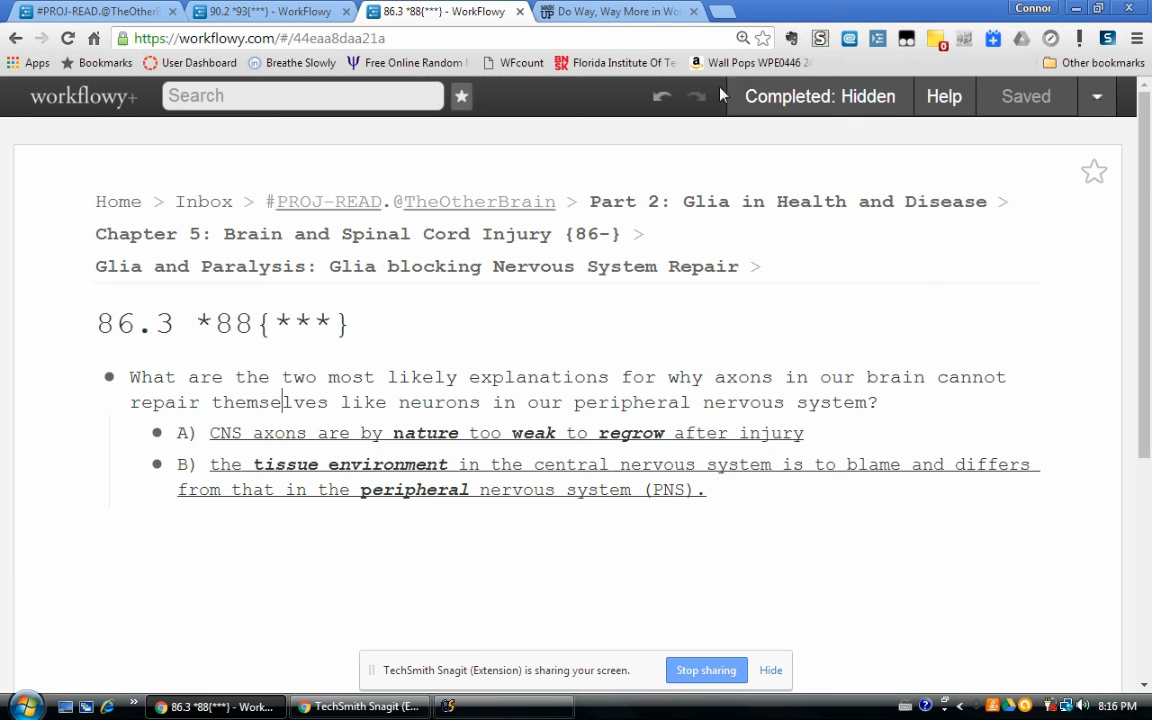 #PROJ-READ.@TheOtherB
90.2 *93{***} - WorkFlowy
86.3 *88{***} - WorkFlowy
Do Way, Way More in Wo
Connor
https://workflowy.com/#/44eaa8daa21a
Apps
Bookmarks
User Dashboard
Breathe Slowly
Free Online Random
WFcount
Florida Institute Of Te
Wall Pops WPE0446 24
Other bookmarks
workflowy+
Search
Completed: Hidden
Help
Saved
Home > Inbox > #PROJ-READ.@TheOtherBrain > Part 2: Glia in Health and Disease >
Chapter 5: Brain and Spinal Cord Injury {86-} >
Glia and Paralysis: Glia blocking Nervous System Repair >
86.3 *88{***}
What are the two most likely explanations for why axons in our brain cannot
repair themselves like neurons in our peripheral nervous system?
A) CNS axons are by nature too weak to regrow after injury
B) the tissue environment in the central nervous system is to blame and differs
from that in the peripheral nervous system (PNS).
TechSmith Snagit (Extension) is sharing your screen.
Stop sharing
Hide
86.3 *88{***} - Work...
TechSmith Snagit (E...
8:16 PM